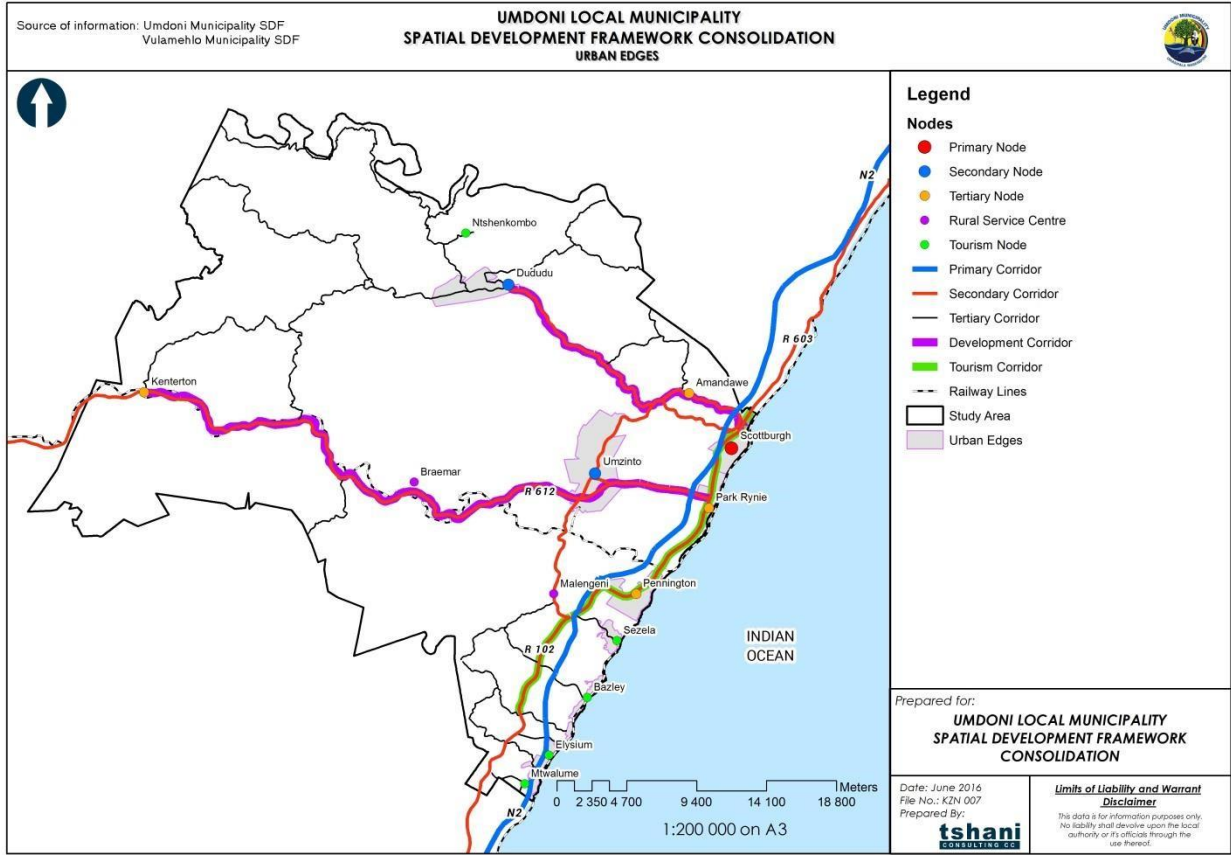 Source of information: Umdoni Municipality SDF
Vulamehlo Municipality SDF
UMDONI LOCAL MUNICIPALITY
SPATIAL DEVELOPMENT FRAMEWORK CONSOLIDATION
URBAN EDGES
N2
Ntshenkombo
Dududu
R 603
Kenterton
Amandawe
Scottburgh
Umzinto
Braemar
R 612
Park Rynie
Malengeni
Pennington
Sezela
INDIAN
OCEAN
R 102
Bazley
Elysium
Mtwalume
N2
Meters
0 2 350 4 700 9 400 14 100 18 800
1:200 000 on A3
Legend
Nodes
Primary Node
Secondary Node
Tertiary Node
Rural Service Centre
Tourism Node
Primary Corridor
Secondary Corridor
Tertiary Corridor
Development Corridor
Tourism Corridor
Railway Lines
Study Area
Urban Edges
Prepared for:
UMDONI LOCAL MUNICIPALITY
SPATIAL DEVELOPMENT FRAMEWORK
CONSOLIDATION
Date: June 2016
File No.: KZN 007
Prepared By:
tshani
CONSULTING CC
Limits of Liability and Warrant
Disclaimer
This data is for information purposes only.
No liability shall devolve upon the local
authority or it's officials through the
use thereof.